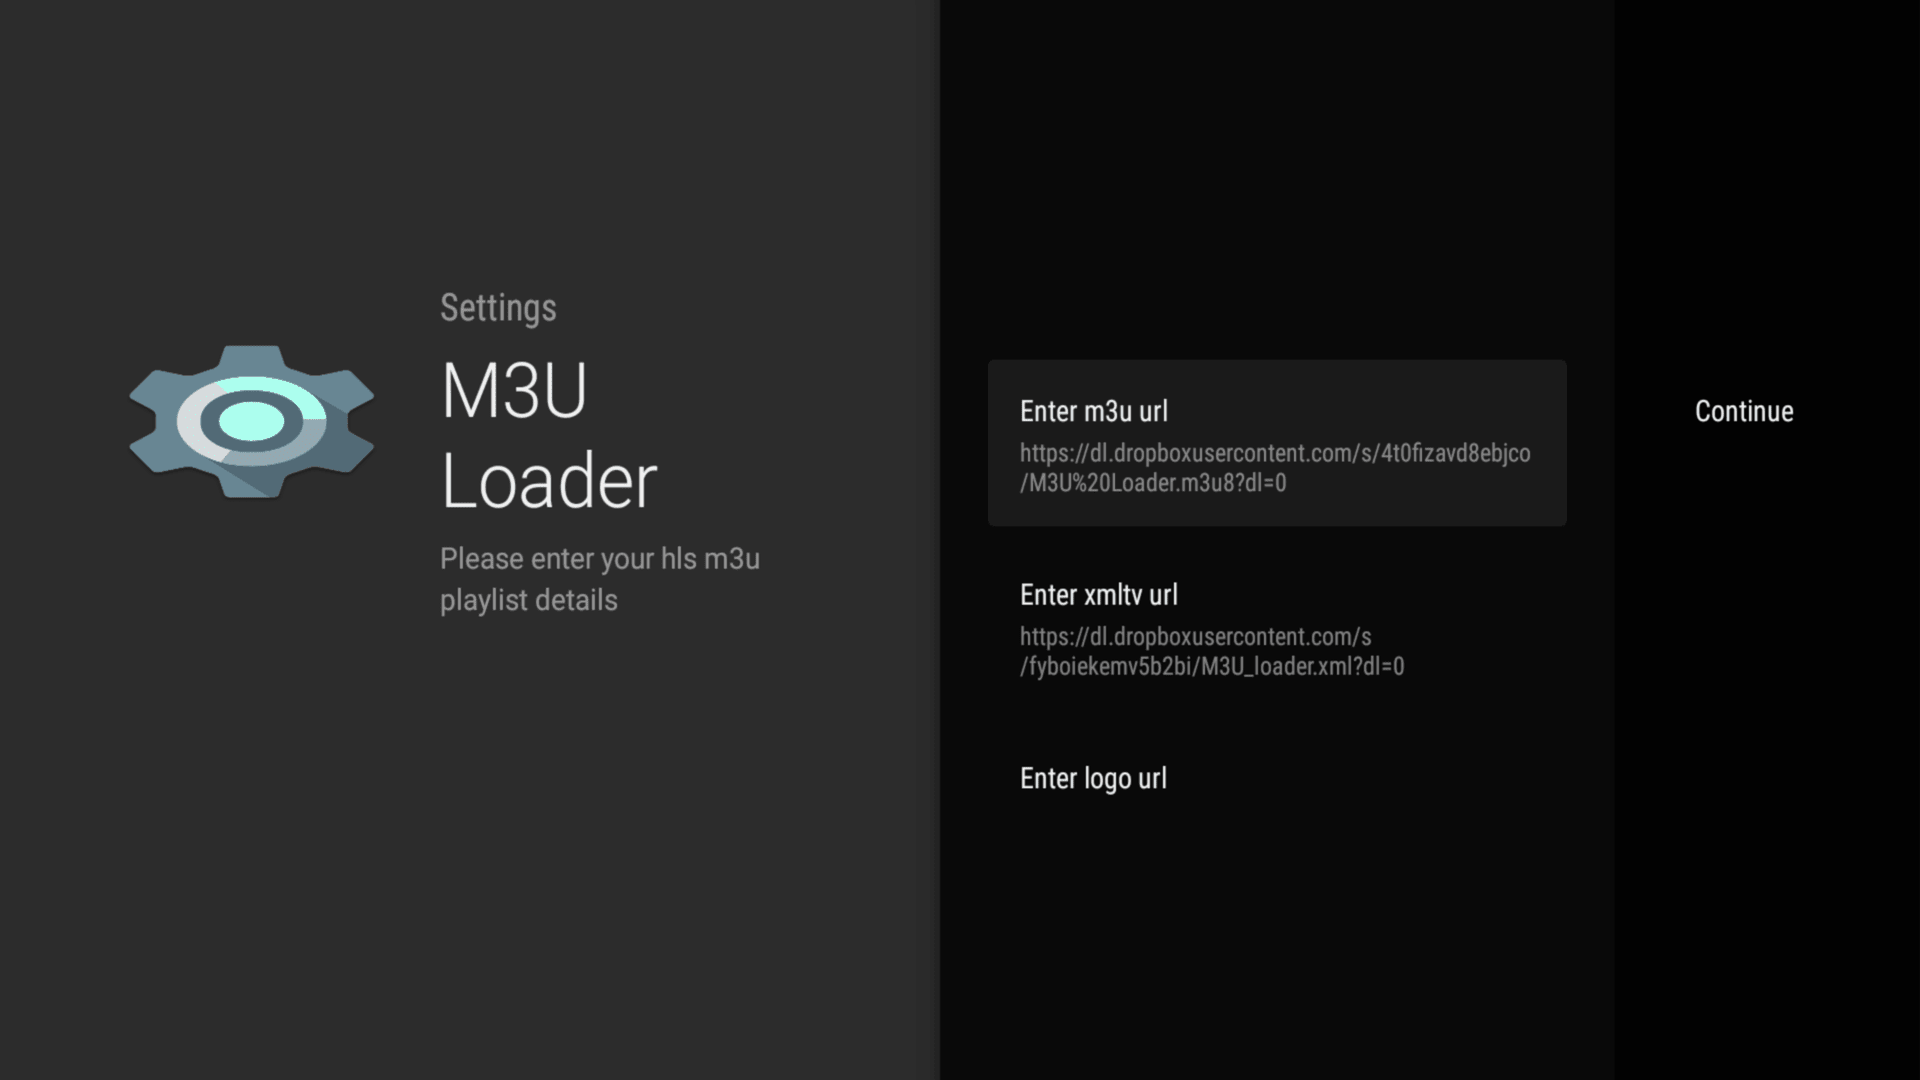 Settings
M3U
Loader
Please enter your hls m3u
playlist details
Enter m3u url
https://dl.dropboxusercontent.com/s/4t0fizavd8ebjco
/M3U%20Loader.m3u8?dl=0
Enter xmltv url
https://dl.dropboxusercontent.com/s
/fyboiekemv5b2bi/M3U_loader.xml?dl=0
Enter logo url
Continue